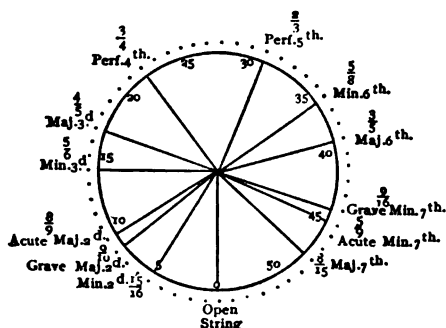 3/4
Perf. 4th.
2/3
Perf. 5th.
25
30
5/8
Min. 6th.
20
35
4/5
Maj. 3d
3/5
Maj. 6th.
40
5/6
Min. 3d.
15
9/16
Grave Min. 7th.
8/9
10
45
5/9
Acute Maj. 2d.
Acute Min. 7th.
9/10
Grave Maj. 2d.
8/15 Maj. 7th.
Min. 2d. 15/16
5
0
50
Open
String